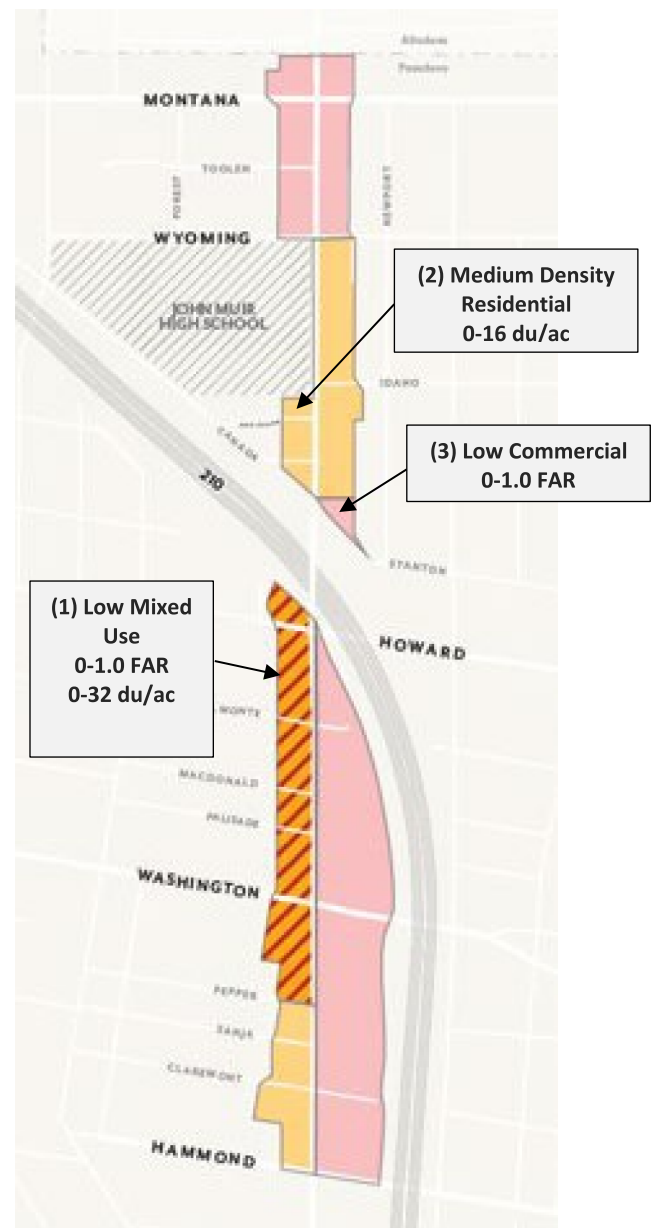 Altadena
Pasadena
MONTANA
TOOLEN
FOREST
NEWPORT
WYOMING
(2) Medium Density
Residential
0-16 du/ac
JOHN MUIR
HIGH SCHOOL
IDAHO
CANADA
(3) Low Commercial
0-1.0 FAR
210
STANTON
(1) Low Mixed
Use
0-1.0 FAR
0-32 du/ac
HOWARD
MONTE
MACDONALD
PALISADE
WASHINGTON
PEPPER
ZANJA
CLAREMONT
HAMMOND